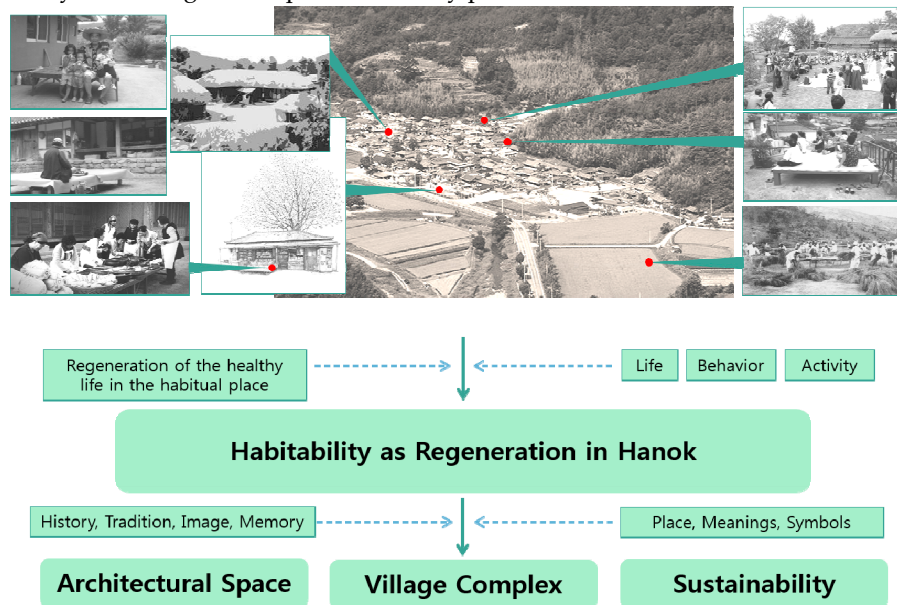 Regeneration of the healthy
life in the habitual place
Life
Behavior
Activity
Habitability as Regeneration in Hanok
History, Tradition, Image, Memory
Place, Meanings, Symbols
Architectural Space
Village Complex
Sustainability